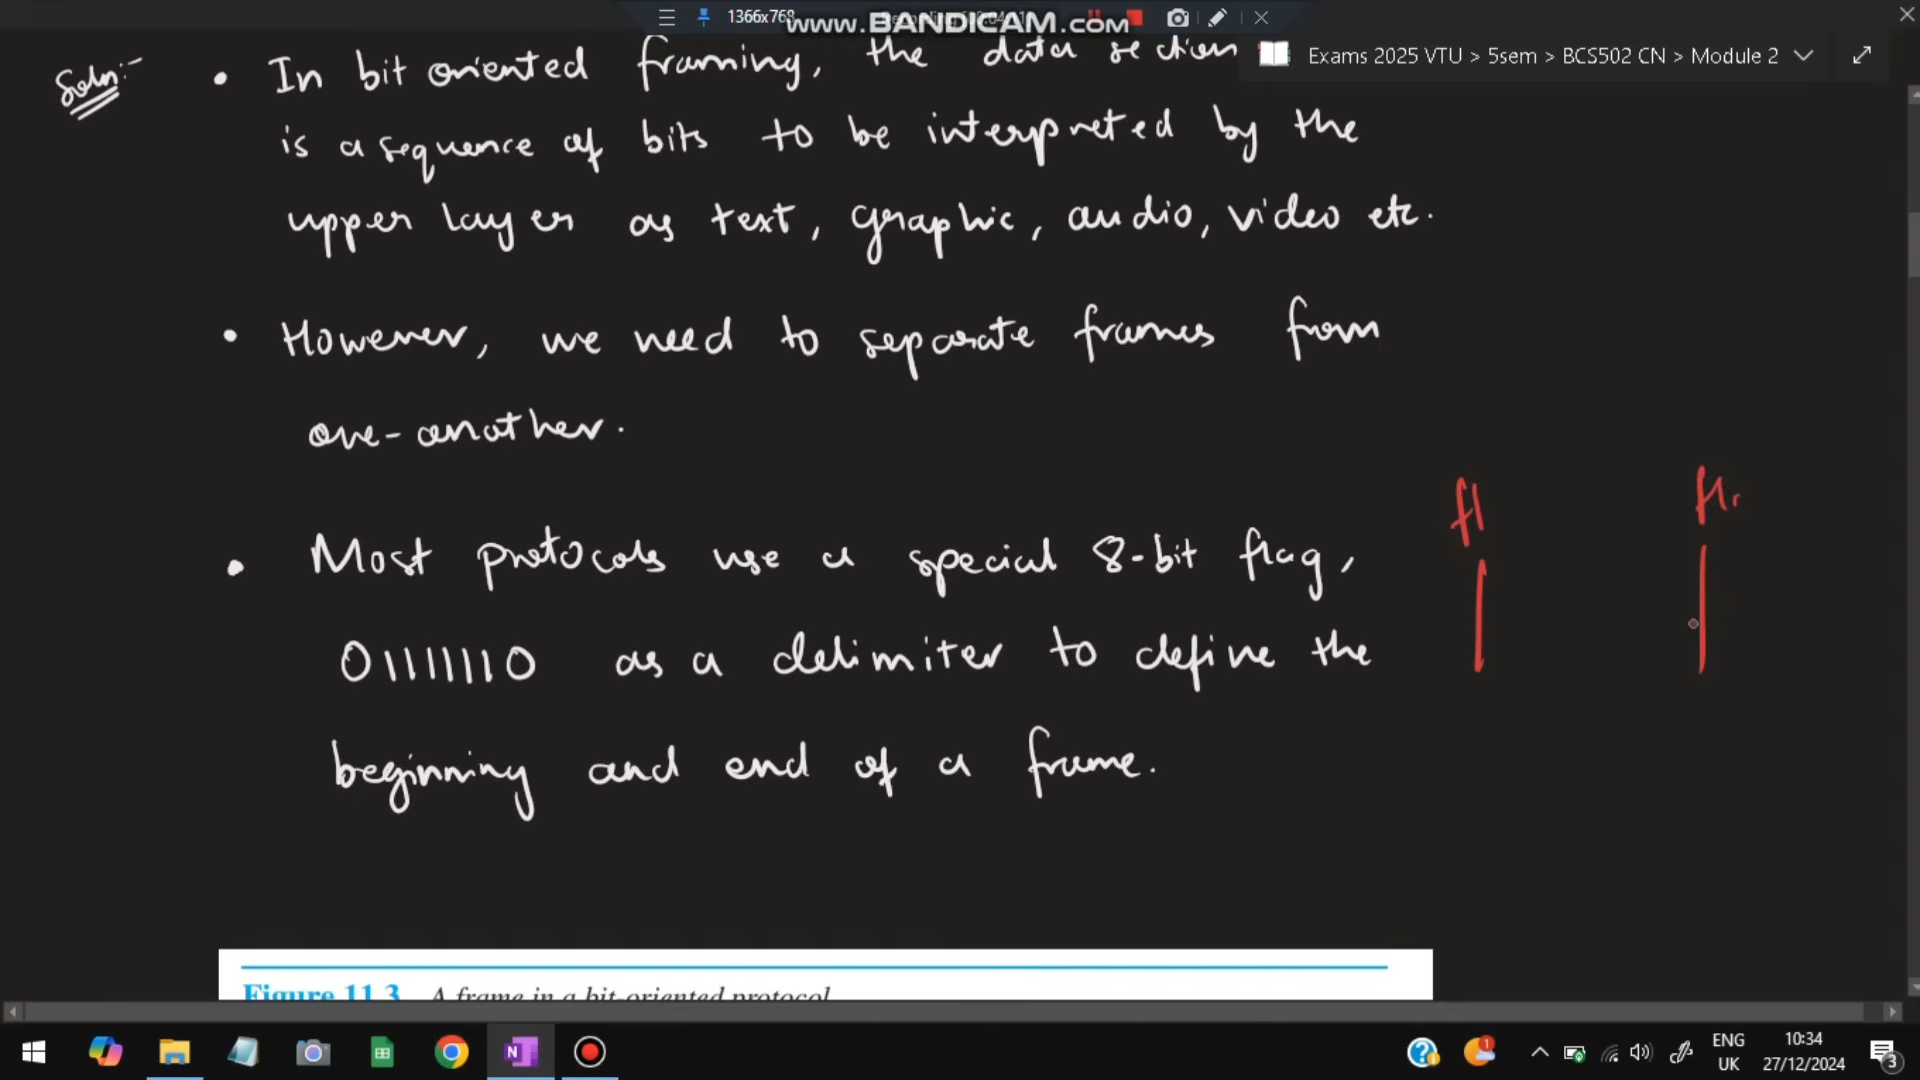 1366x768
www.BANDICAM.com
Exams 2025 VTU > 5sem > BCS502 CN > Module 2
Soln:-
• In bit oriented framing, the data section
is a sequence of bits to be interpreted by the
upper layer as text, graphic, audio, video etc.
• However, we need to separate frames from
one-another.
fl
fl
• Most protocols use a special 8-bit flag,
01111110 as a delimiter to define the
beginning and end of a frame.
Figure 11.3 A frame in a bit-oriented protocol
ENG
UK
10:34
27/12/2024
1
3